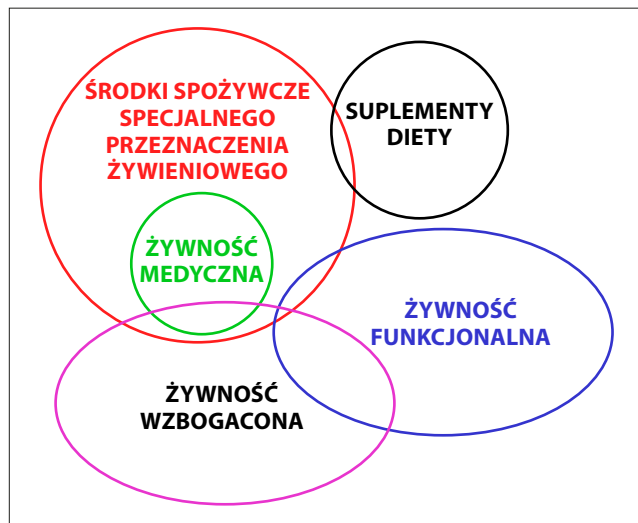 ŚRODKI SPOŻYWCZE
SPECJALNEGO
PRZEZNACZENIA
ŻYWIENIOWEGO
SUPLEMENTY
DIETY
ŻYWNOŚĆ
MEDYCZNA
ŻYWNOŚĆ
FUNKCJONALNA
ŻYWNOŚĆ
WZBOGACONA